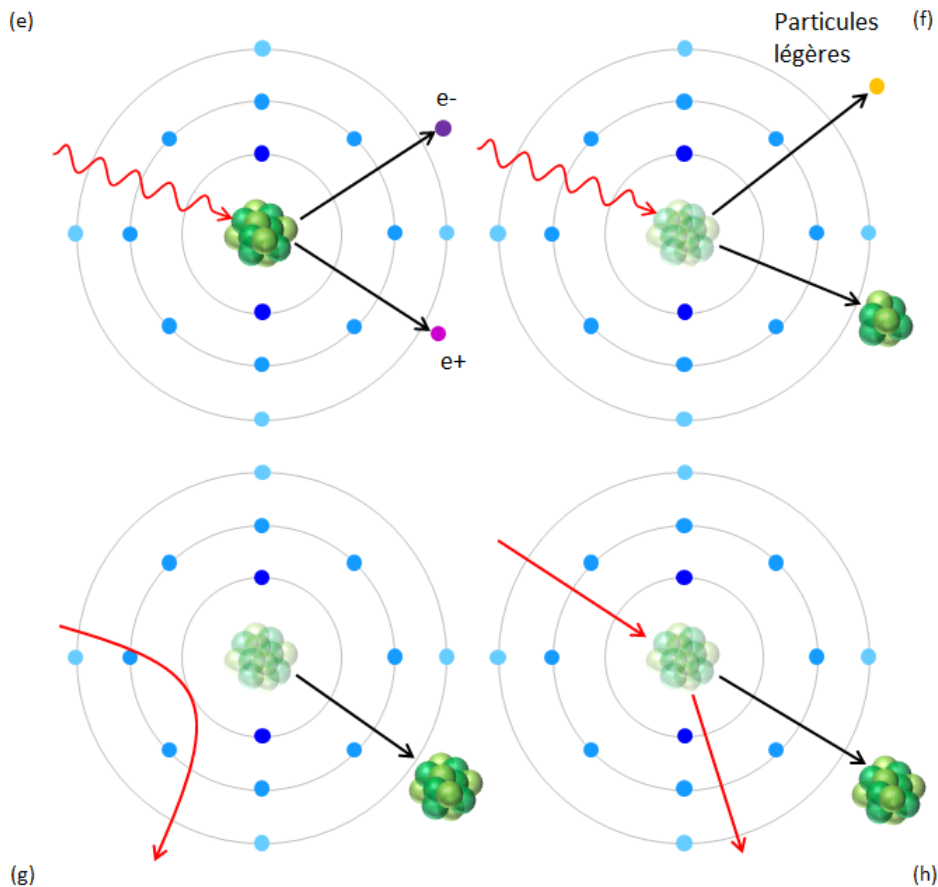 (e)
Particules
légères
(f)
e-
e+
(g)
(h)